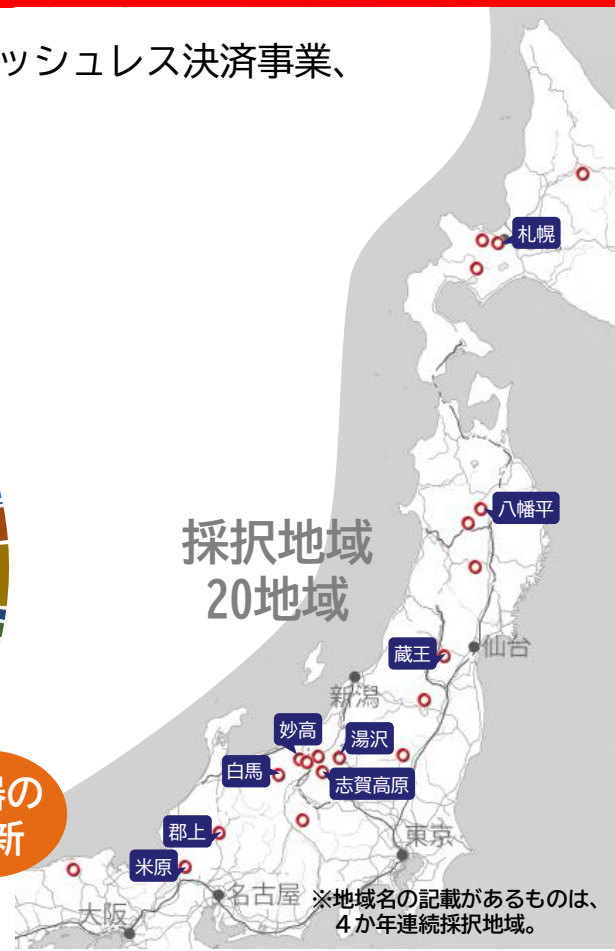 ッシュレス決済事業、
札幌
八幡平
採択地域
20地域
仙台
蔵王
新潟
妙高
湯沢
白馬
志賀高原
器の
新
郡上
東京
米原
名古屋
※地域名の記載があるものは、
４か年連続採択地域。
大阪